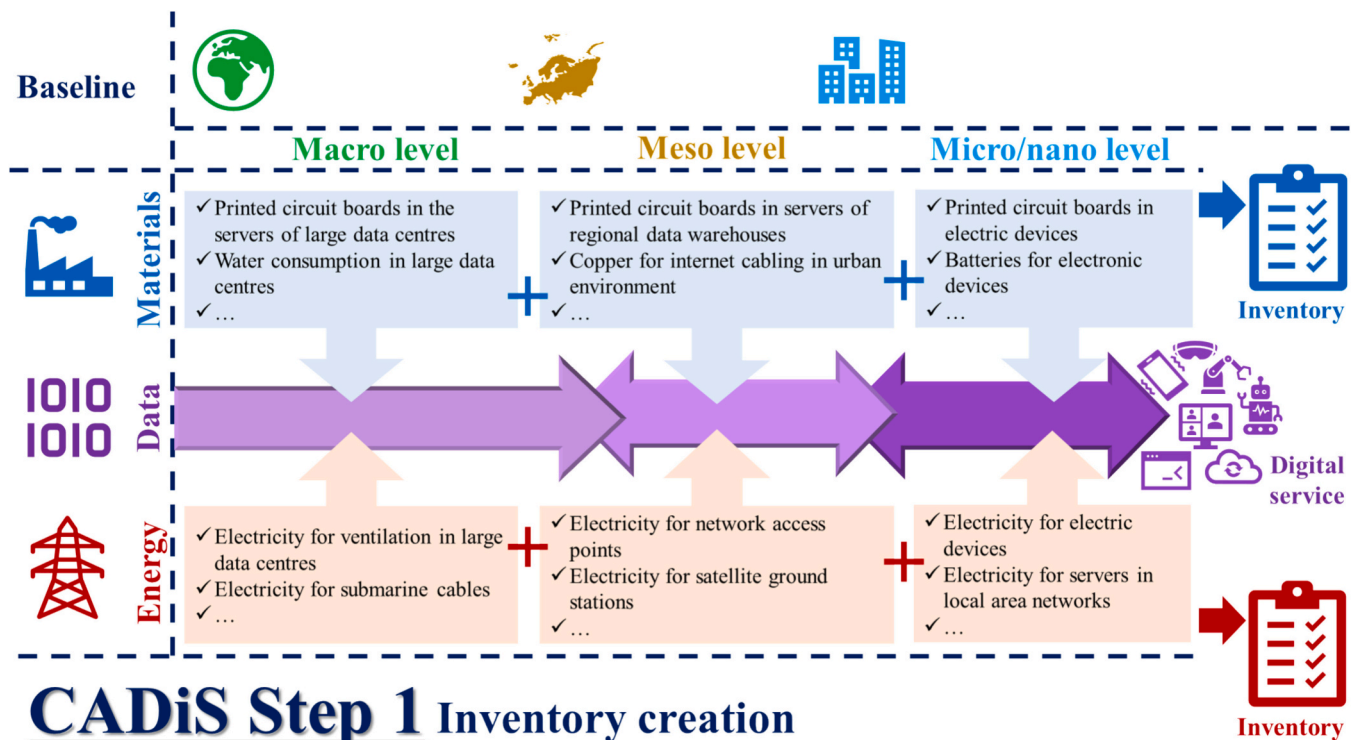 Baseline
Macro level
Meso level
Micro/nano level
Materials
✓ Printed circuit boards in the
servers of large data centres
✓ Water consumption in large data
centres
✓ …
+
✓ Printed circuit boards in servers of
regional data warehouses
✓ Copper for internet cabling in urban
environment
✓ …
+
✓ Printed circuit boards in
electric devices
✓ Batteries for electronic
devices
✓ …
Inventory
1010
1010
Data
Digital
service
Energy
✓ Electricity for ventilation in large
data centres
✓ Electricity for submarine cables
✓ …
+
✓ Electricity for network access
points
✓ Electricity for satellite ground
stations
✓ …
+
✓ Electricity for electric
devices
✓ Electricity for servers in
local area networks
✓ …
Inventory
CADiS Step 1 Inventory creation